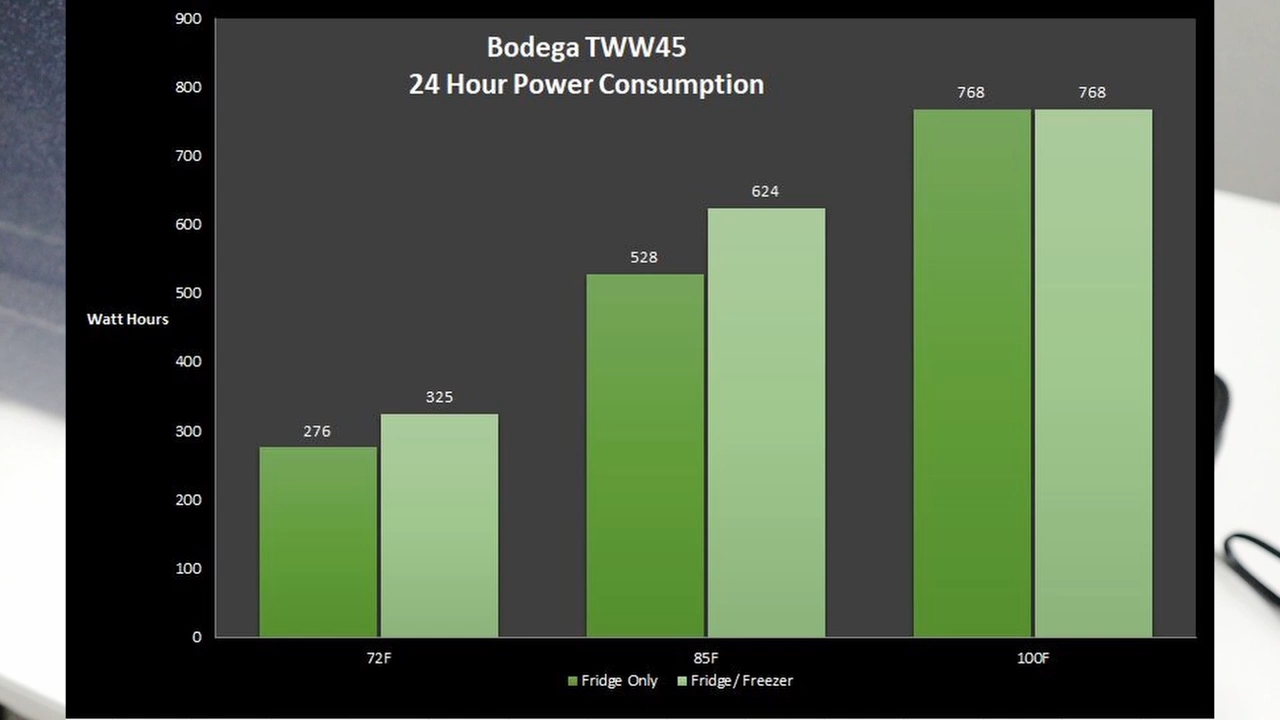 Bodega TWW45
24 Hour Power Consumption
900
800
700
600
500
400
300
200
100
0
Watt Hours
276
325
528
624
768
768
72F
85F
100F
Fridge Only
Fridge/ Freezer